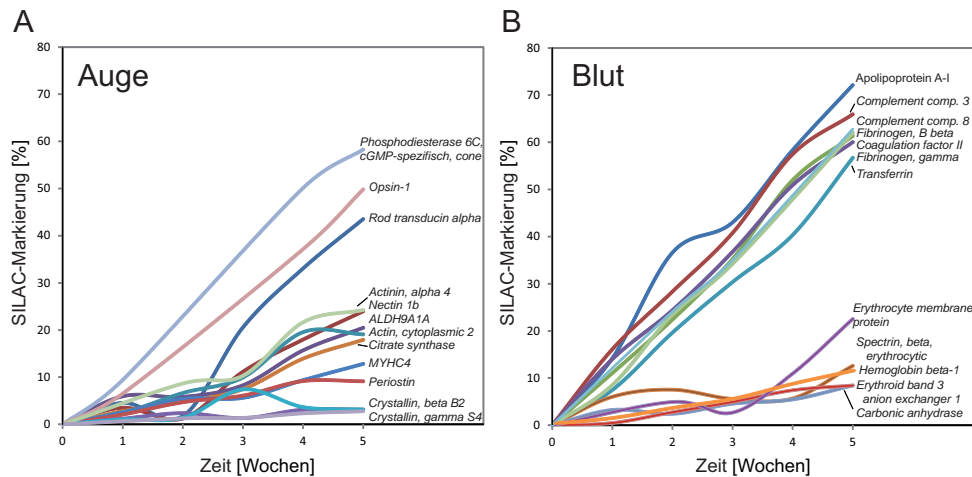 A
Auge
SILAC-Markierung [%]
80
70
60
50
40
30
20
10
0
0
1
2
3
4
5
Zeit [Wochen]
Phosphodiesterase 6C,
cGMP-spezifisch, cone
Opsin-1
Rod transducin alpha
Actinin, alpha 4
Nectin 1b
ALDH9A1A
Actin, cytoplasmic 2
Citrate synthase
MYHC4
Periostin
Crystallin, beta B2
Crystallin, gamma S4
B
Blut
SILAC-Markierung [%]
80
70
60
50
40
30
20
10
0
0
1
2
3
4
5
Zeit [Wochen]
Apolipoprotein A-I
Complement comp. 3
Complement comp. 8
Fibrinogen, B beta
Coagulation factor II
Fibrinogen, gamma
Transferrin
Erythrocyte membrane
protein
Spectrin, beta,
erythrocytic
Hemoglobin beta-1
Erythroid band 3
anion exchanger 1
Carbonic anhydrase